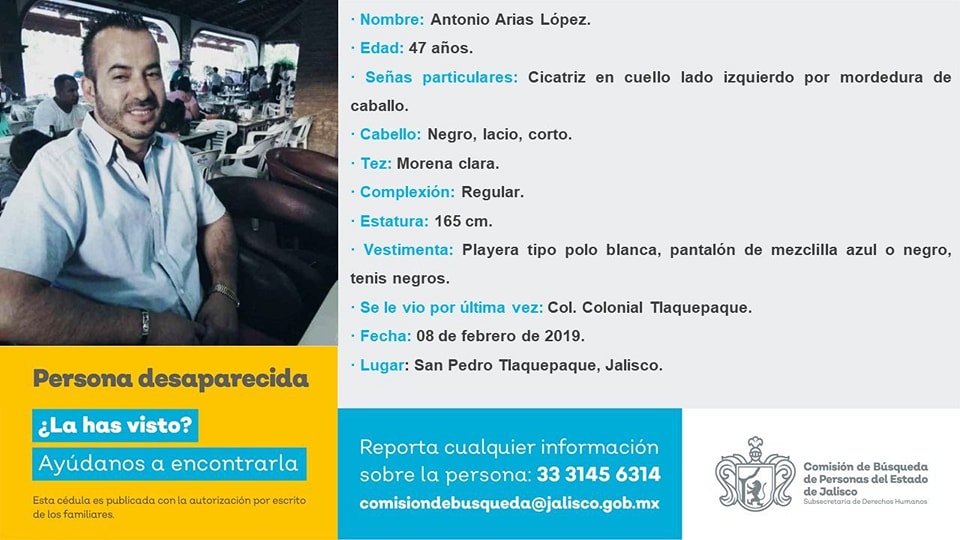 · Nombre: Antonio Arias López.
· Edad: 47 años.
· Señas particulares: Cicatriz en cuello lado izquierdo por mordedura de
caballo.
· Cabello: Negro, lacio, corto.
· Tez: Morena clara.
· Complexión: Regular.
· Estatura: 165 cm.
· Vestimenta: Playera tipo polo blanca, pantalón de mezclilla azul o negro,
tenis negros.
· Se le vio por última vez: Col. Colonial Tlaquepaque.
· Fecha: 08 de febrero de 2019.
· Lugar: San Pedro Tlaquepaque, Jalisco.
Persona desaparecida
¿La has visto?
Ayúdanos a encontrarla
Esta cédula es publicada con la autorización por escrito
de los familiares.
Reporta cualquier información
sobre la persona: 33 3145 6314
comisiondebusqueda@jalisco.gob.mx
Comisión de Búsqueda
de Personas del Estado
de Jalisco
Subsecretaría de Derechos Humanos